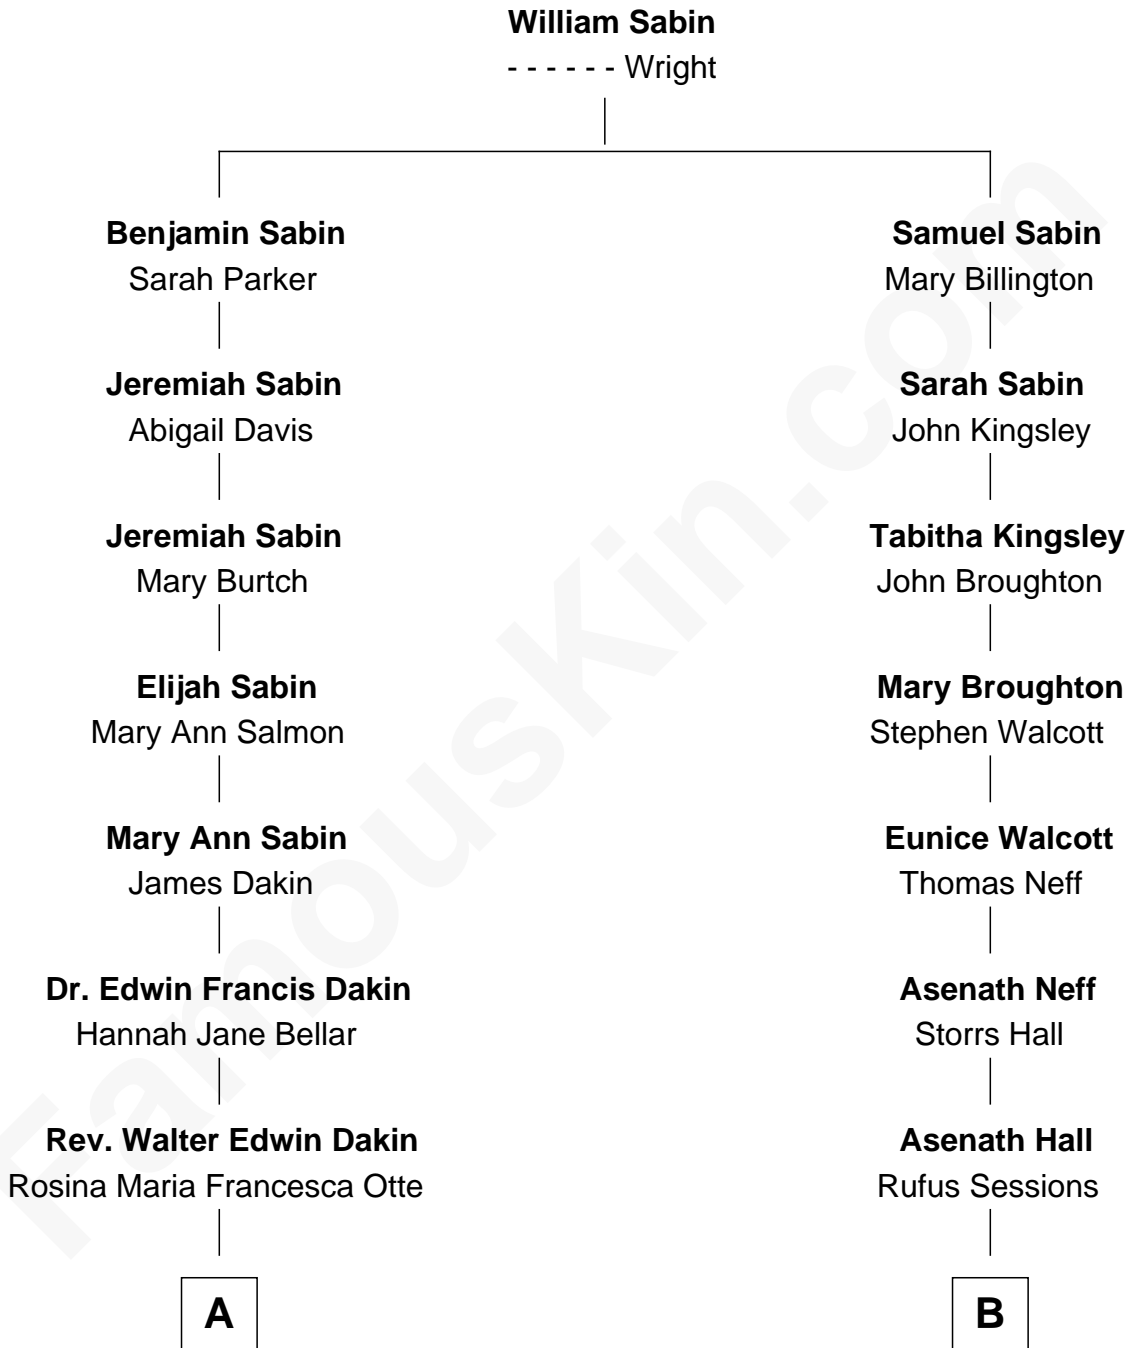 William Sabin
- - - - - - Wright
Benjamin Sabin
Sarah Parker
Samuel Sabin
Mary Billington
Jeremiah Sabin
Abigail Davis
Sarah Sabin
John Kingsley
Jeremiah Sabin
Mary Burtch
Tabitha Kingsley
John Broughton
Elijah Sabin
Mary Ann Salmon
Mary Broughton
Stephen Walcott
Mary Ann Sabin
James Dakin
Eunice Walcott
Thomas Neff
Dr. Edwin Francis Dakin
Hannah Jane Bellar
Asenath Neff
Storrs Hall
Rev. Walter Edwin Dakin
Rosina Maria Francesca Otte
Asenath Hall
Rufus Sessions
A
B
FamousKin.com